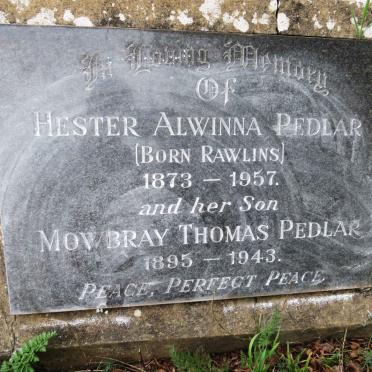 In Loving Memory
Of
HESTER ALWINNA PEDLAR
(BORN RAWLINS)
1873 — 1957.
and her Son
MOWBRAY THOMAS PEDLAR
1895 — 1943.
PEACE, PERFECT PEACE.